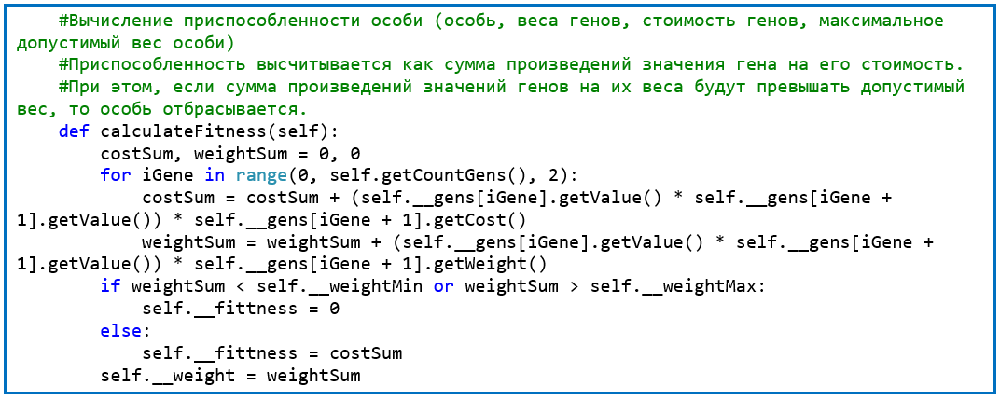 #Вычисление приспособленности особи (особь, веса генов, стоимость генов, максимальное
допустимый вес особи)
    #Приспособленность высчитывается как сумма произведений значения гена на его стоимость.
    #При этом, если сумма произведений значений генов на их веса будут превышать допустимый
вес, то особь отбрасывается.
    def calculateFitness(self):
        costSum, weightSum = 0, 0
        for iGene in range(0, self.getCountGens(), 2):
            costSum = costSum + (self.__gens[iGene].getValue() * self.__gens[iGene +
1].getValue()) * self.__gens[iGene + 1].getCost()
            weightSum = weightSum + (self.__gens[iGene].getValue() * self.__gens[iGene +
1].getValue()) * self.__gens[iGene + 1].getWeight()
        if weightSum < self.__weightMin or weightSum > self.__weightMax:
            self.__fittness = 0
        else:
            self.__fittness = costSum
        self.__weight = weightSum